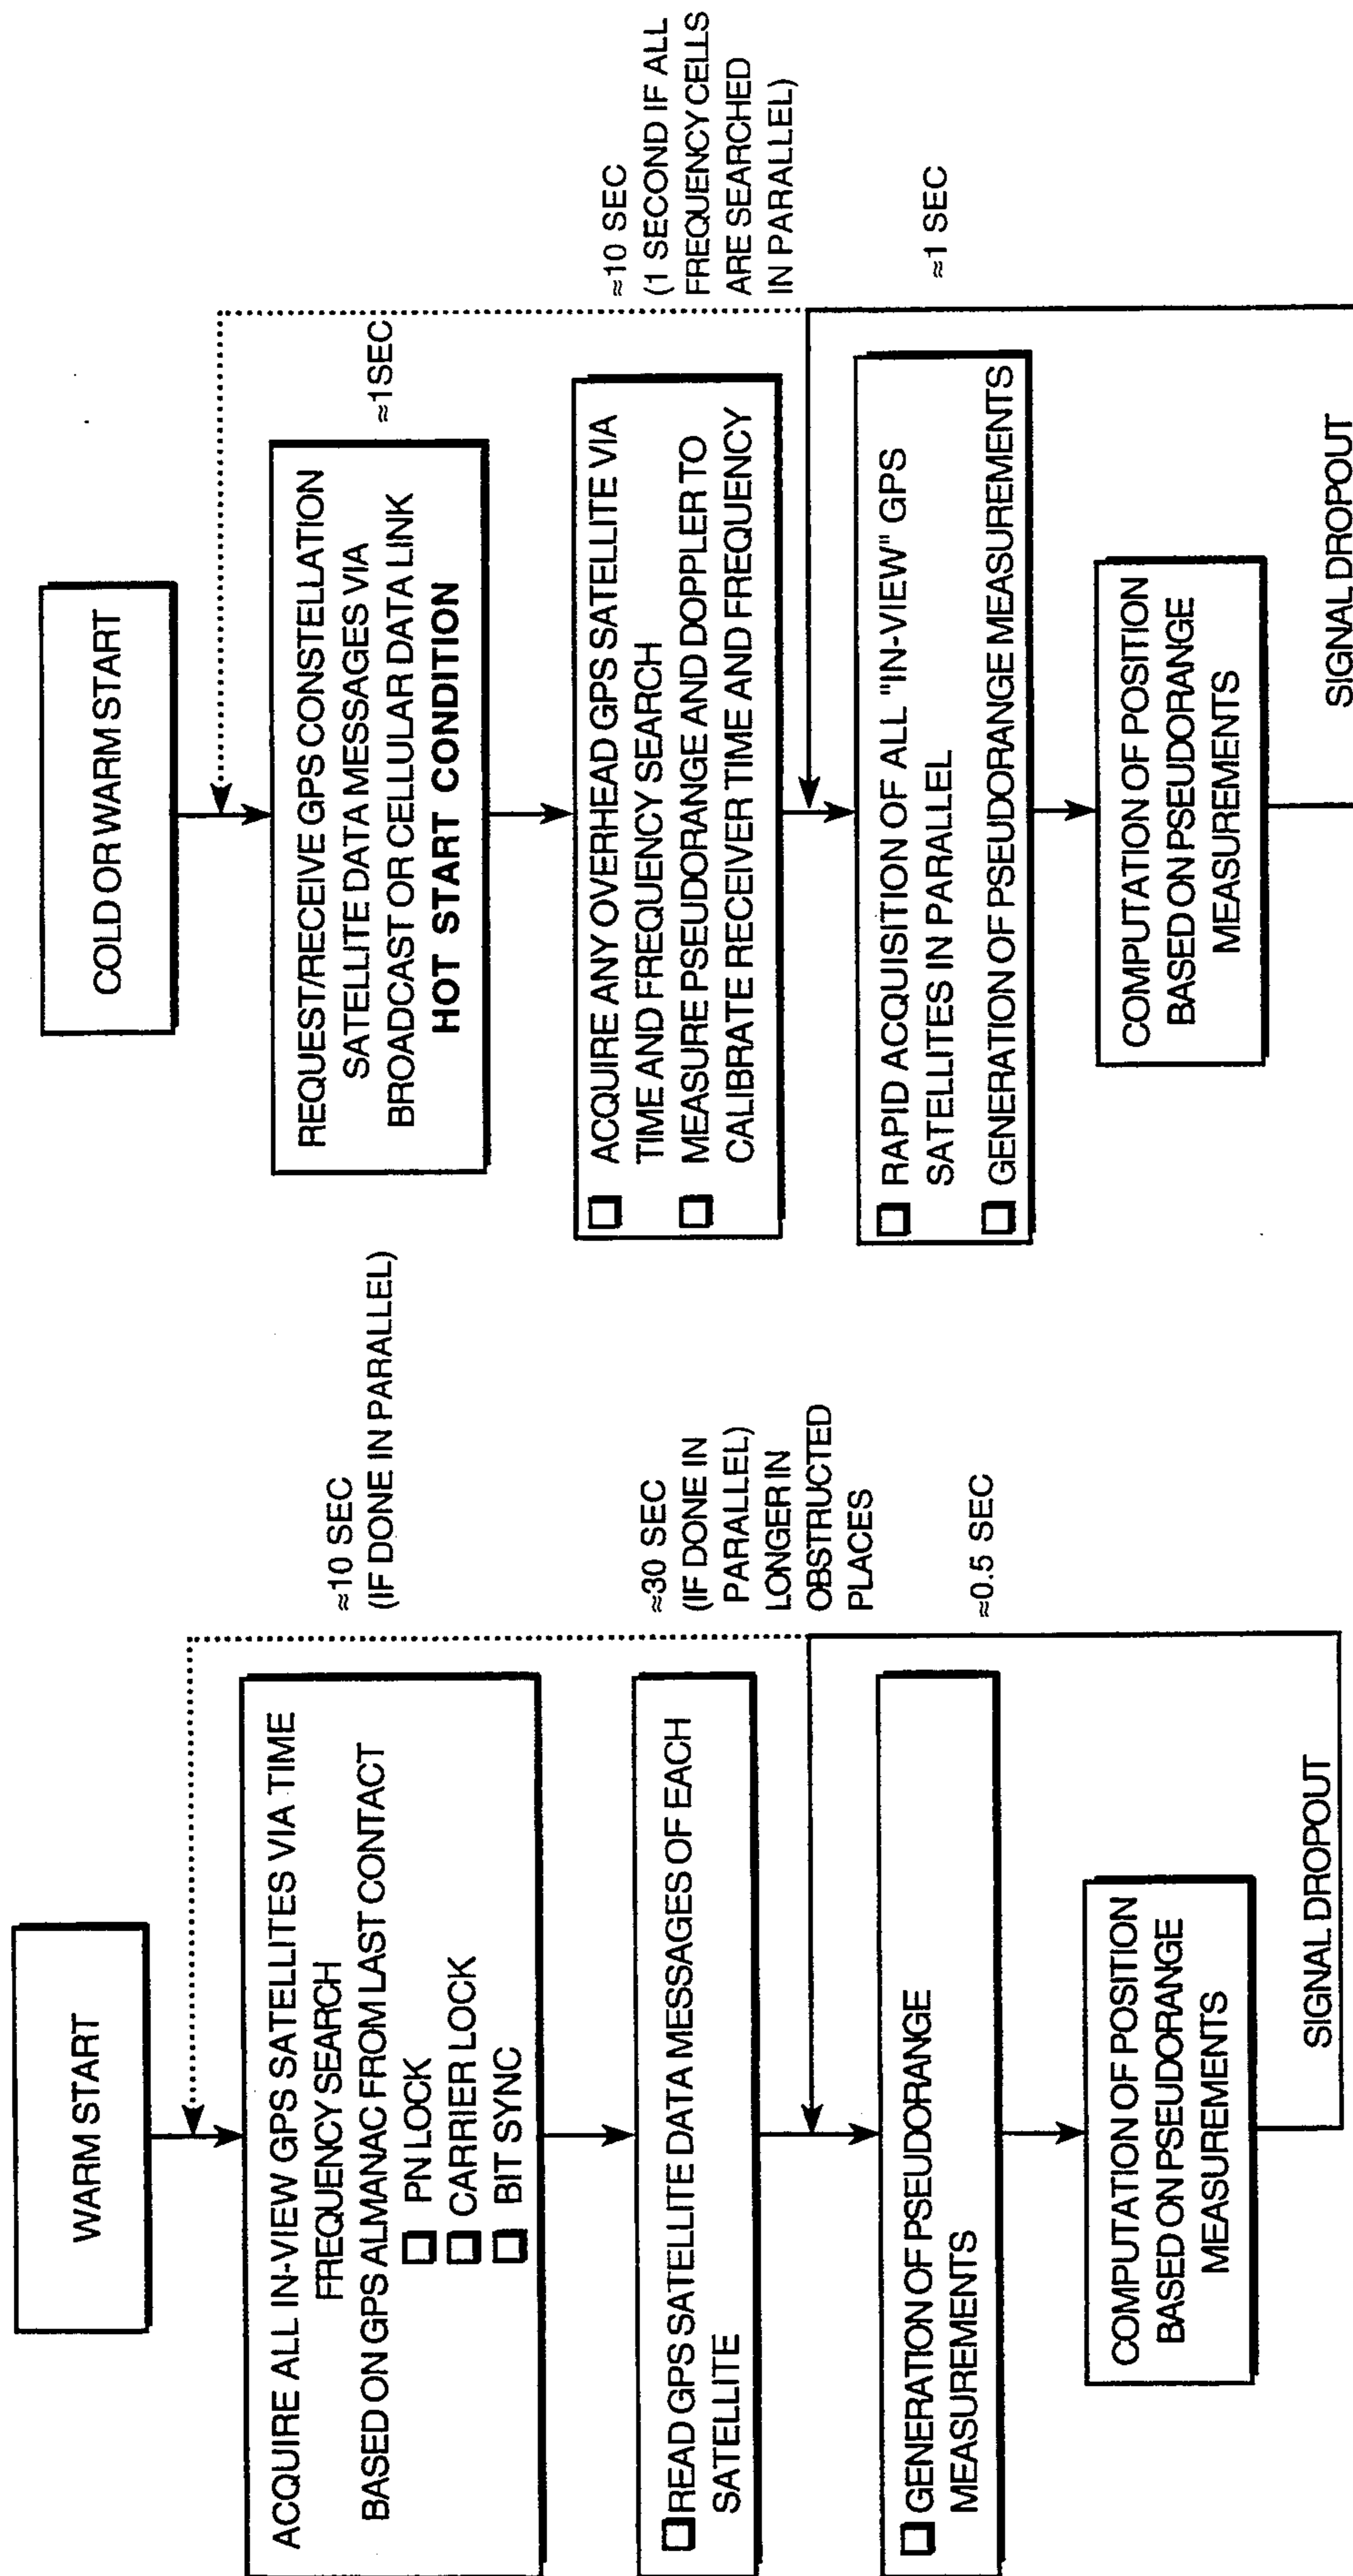 WARM START
ACQUIRE ALL IN-VIEW GPS SATELLITES VIA TIME
FREQUENCY SEARCH
BASED ON GPS ALMANAC FROM LAST CONTACT
PN LOCK
CARRIER LOCK
BIT SYNC
≈10 SEC
(IF DONE IN PARALLEL)
READ GPS SATELLITE DATA MESSAGES OF EACH
SATELLITE
≈30 SEC
(IF DONE IN
PARALLEL)
LONGER IN
OBSTRUCTED
PLACES
GENERATION OF PSEUDORANGE
MEASUREMENTS
≈0.5 SEC
COMPUTATION OF POSITION
BASED ON PSEUDORANGE
MEASUREMENTS
SIGNAL DROPOUT
COLD OR WARM START
REQUEST/RECEIVE GPS CONSTELLATION
SATELLITE DATA MESSAGES VIA
BROADCAST OR CELLULAR DATA LINK
HOT START CONDITION
≈1SEC
ACQUIRE ANY OVERHEAD GPS SATELLITE VIA
TIME AND FREQUENCY SEARCH
MEASURE PSEUDORANGE AND DOPPLER TO
CALIBRATE RECEIVER TIME AND FREQUENCY
≈10 SEC
(1 SECOND IF ALL
FREQUENCY CELLS
ARE SEARCHED
IN PARALLEL)
RAPID ACQUISITION OF ALL "IN-VIEW" GPS
SATELLITES IN PARALLEL
GENERATION OF PSEUDORANGE MEASUREMENTS
≈1 SEC
COMPUTATION OF POSITION
BASED ON PSEUDORANGE
MEASUREMENTS
SIGNAL DROPOUT